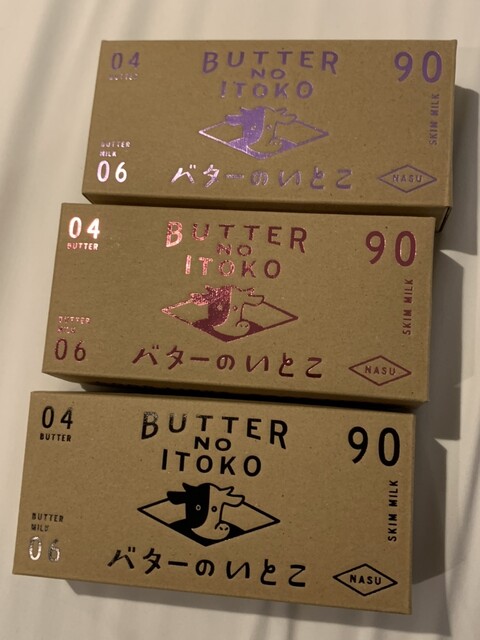 04
BUTTER
BUTTER
NO
ITOKO
90
SKIM MILK
BUTTER
MILK
06
バターのいとこ
NASU
04
BUTTER
BUTTER
NO
ITOKO
90
SKIM MILK
BUTTER
MILK
06
バターのいとこ
NASU
04
BUTTER
BUTTER
NO
ITOKO
90
SKIM MILK
BUTTER
MILK
06
バターのいとこ
NASU